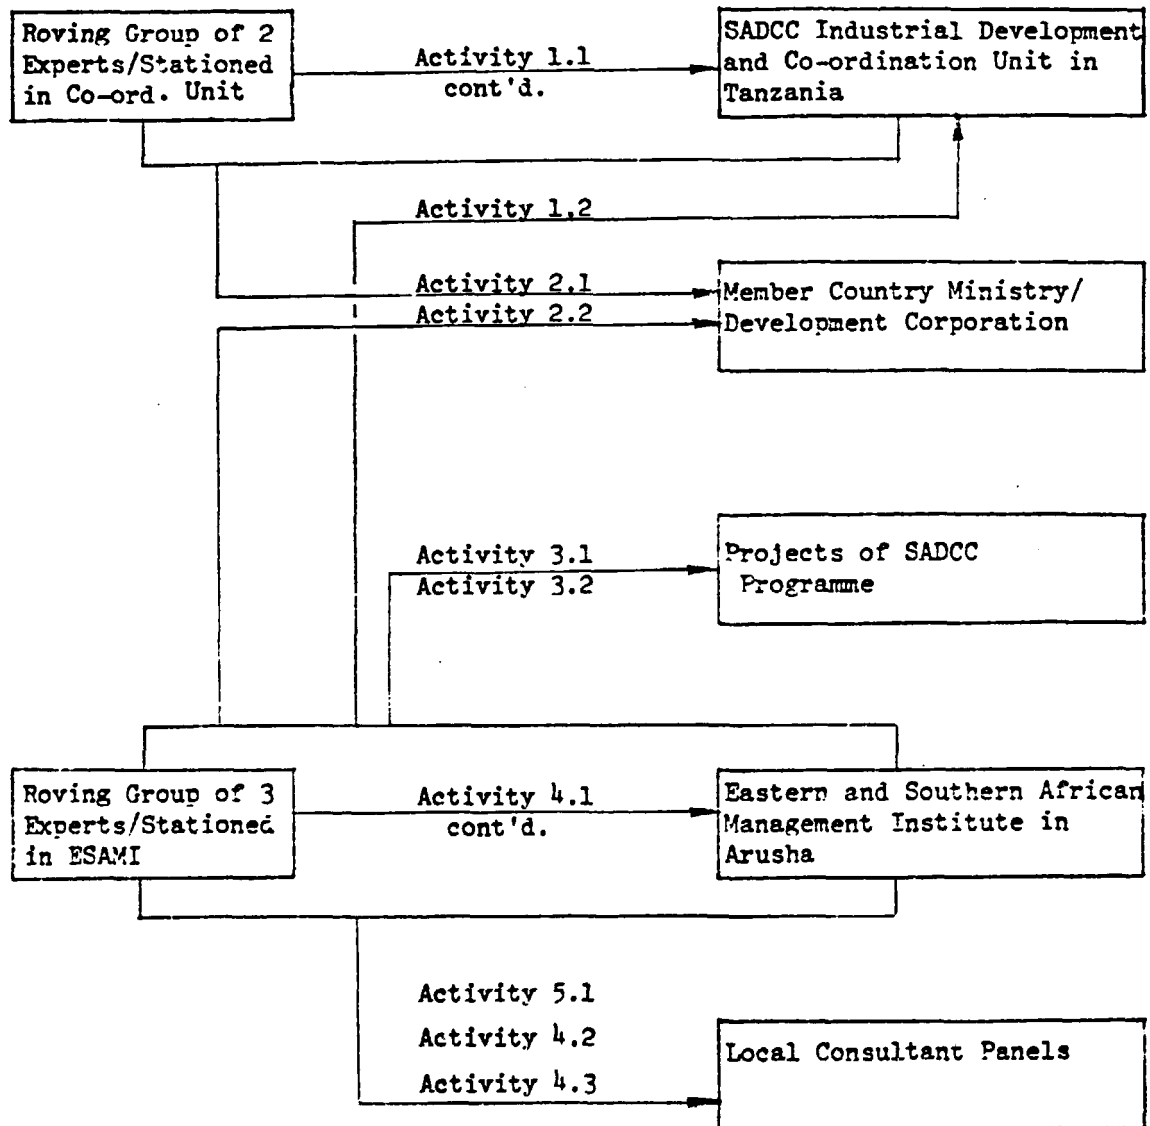 Roving Group of 2
Experts/Stationed
in Co-ord. Unit
Activity 1.1
cont'd.
SADCC Industrial Development
and Co-ordination Unit in
Tanzania
Activity 1.2
Activity 2.1
Activity 2.2
Member Country Ministry/
Development Corporation
Activity 3.1
Activity 3.2
Projects of SADCC
Programme
Roving Group of 3
Experts/Stationed
in ESAMI
Activity 4.1
cont'd.
Eastern and Southern African
Management Institute in
Arusha
Activity 5.1
Activity 4.2
Activity 4.3
Local Consultant Panels